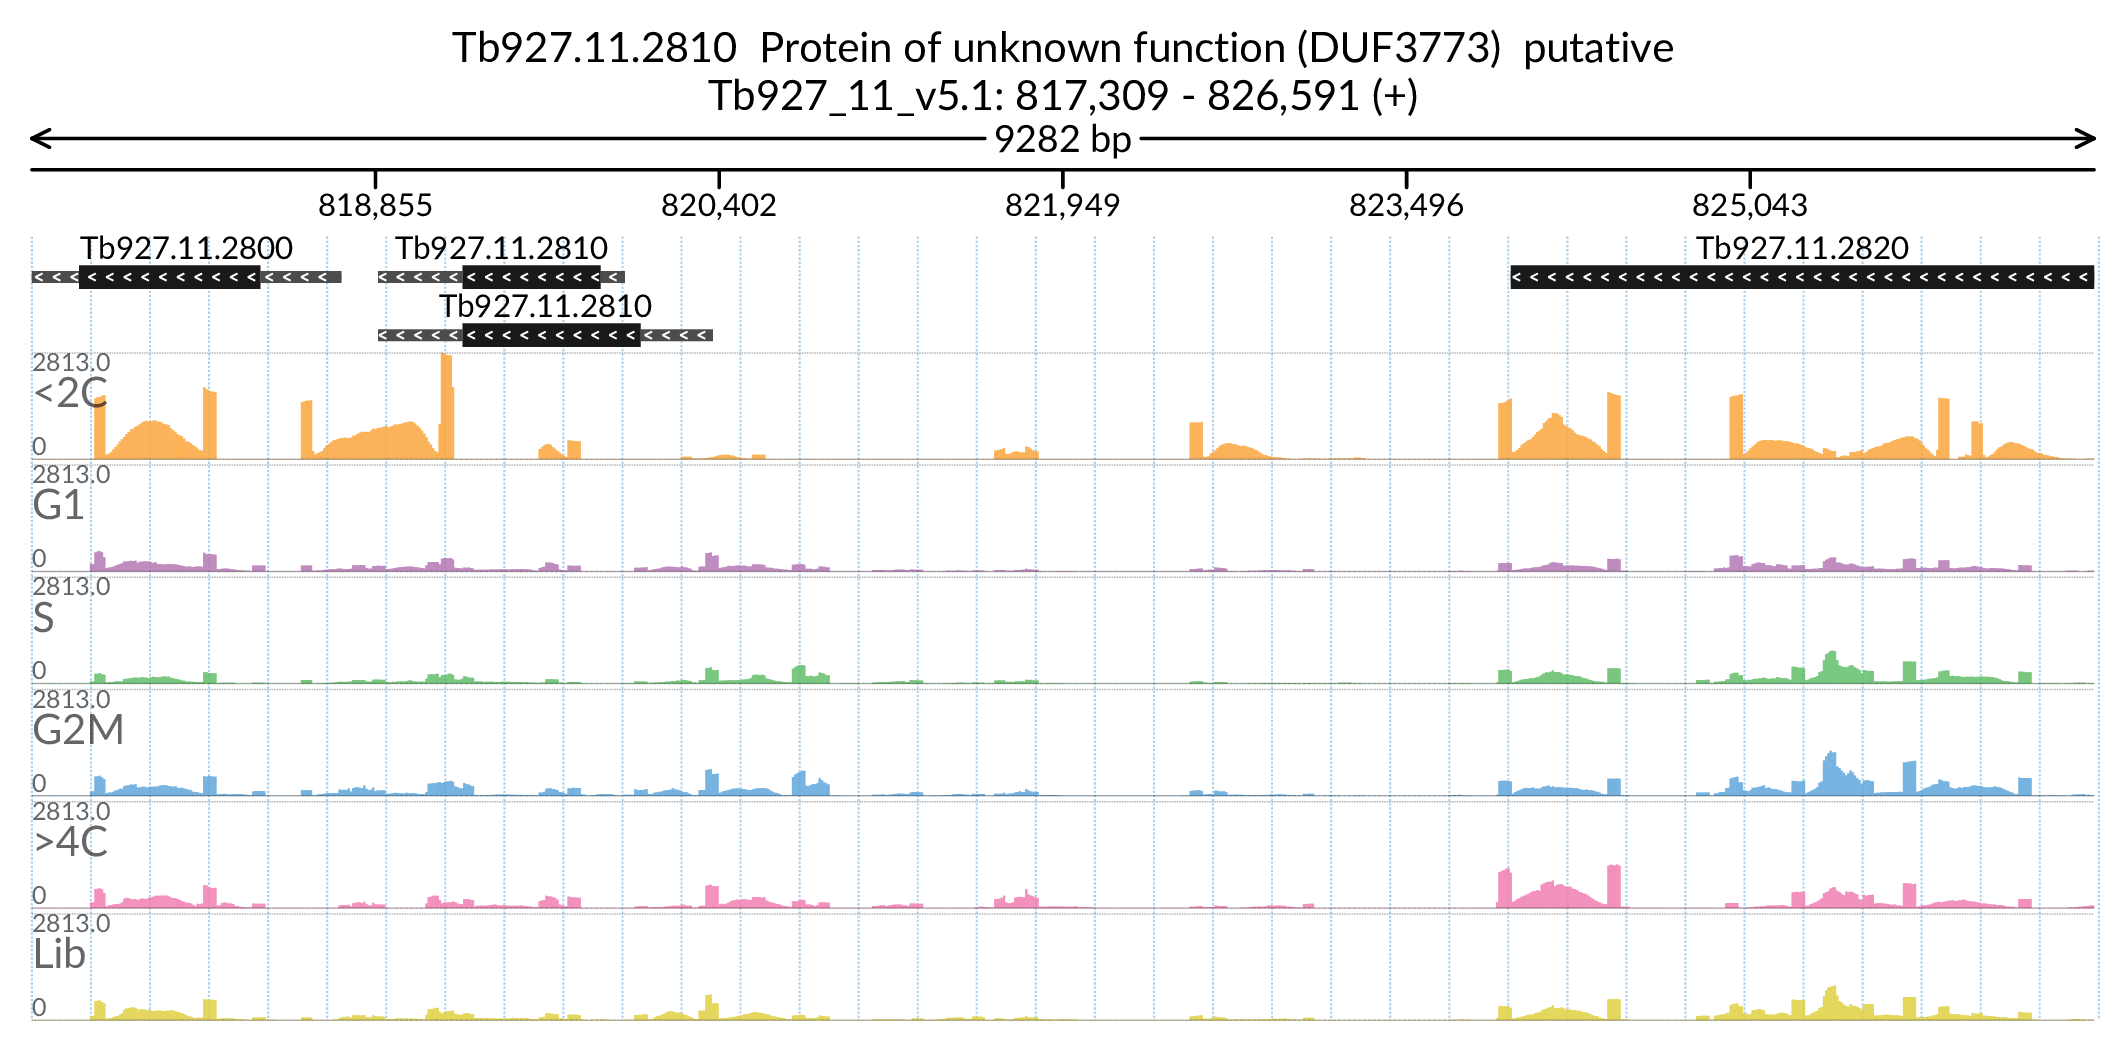 Tb927.11.2810  Protein of unknown function (DUF3773)  putative
Tb927_11_v5.1: 817,309 - 826,591 (+)
9282 bp
818,855 820,402 821,949 823,496 825,043
Tb927.11.2800 Tb927.11.2810 Tb927.11.2820
Tb927.11.2810
2813.0
<2C
0
2813.0
G1
0
2813.0
S
0
2813.0
G2M
0
2813.0
>4C
0
2813.0
Lib
0